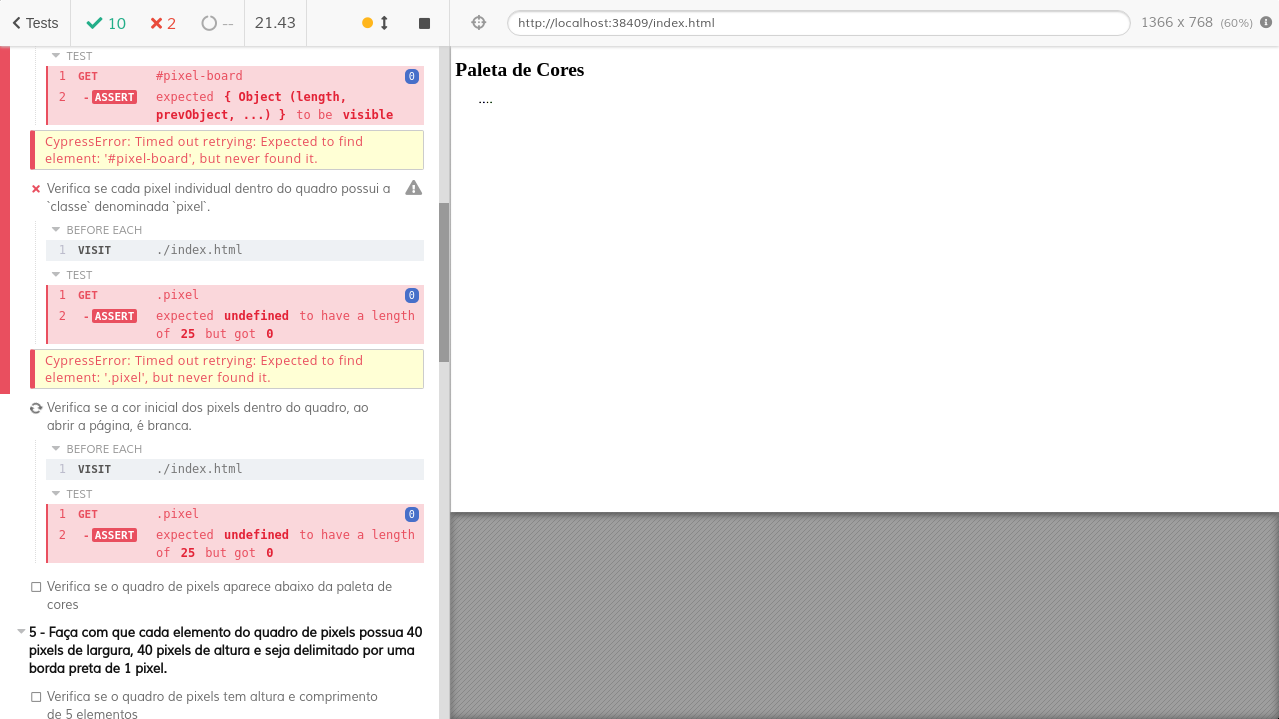 Tests 10 2 -- 21.43
http://localhost:38409/index.html 1366 x 768 (60%)
TEST
1 GET #pixel-board 0
2 -ASSERT expected { Object (length,
prevObject, ...) } to be visible
CypressError: Timed out retrying: Expected to find
element: '#pixel-board', but never found it.
Verifica se cada pixel individual dentro do quadro possui a
`classe` denominada `pixel`.
BEFORE EACH
1 VISIT ./index.html
TEST
1 GET .pixel 0
2 -ASSERT expected undefined to have a length
of 25 but got 0
CypressError: Timed out retrying: Expected to find
element: '.pixel', but never found it.
Verifica se a cor inicial dos pixels dentro do quadro, ao
abrir a página, é branca.
BEFORE EACH
1 VISIT ./index.html
TEST
1 GET .pixel 0
2 -ASSERT expected undefined to have a length
of 25 but got 0
Verifica se o quadro de pixels aparece abaixo da paleta de
cores
5 - Faça com que cada elemento do quadro de pixels possua 40
pixels de largura, 40 pixels de altura e seja delimitado por uma
borda preta de 1 pixel.
Verifica se o quadro de pixels tem altura e comprimento
de 5 elementos
Paleta de Cores
....